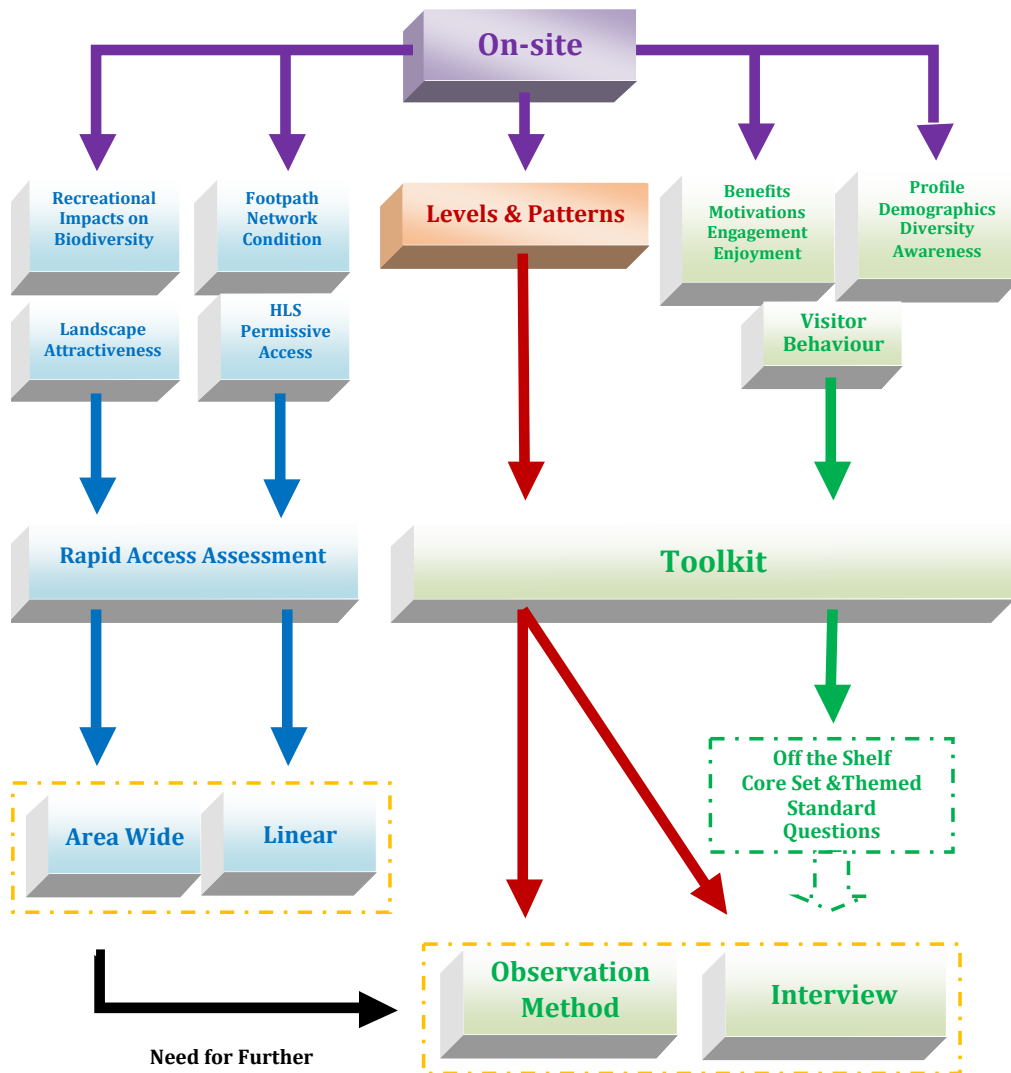 On-site
Recreational
Impacts on
Biodiversity
Footpath
Network
Condition
Levels & Patterns
Benefits
Motivations
Engagement
Enjoyment
Profile
Demographics
Diversity
Awareness
Landscape
Attractiveness
HLS
Permissive
Access
Visitor
Behaviour
Rapid Access Assessment
Toolkit
Off the Shelf
Core Set &Themed
Standard
Questions
Area Wide
Linear
Observation
Method
Interview
Need for Further